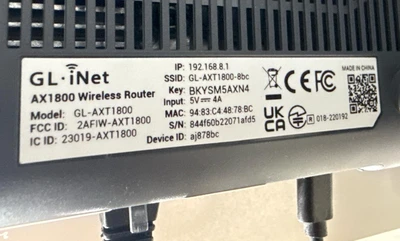 GL·iNet
AX1800 Wireless Router
Model: GL-AXT1800
FCC ID: 2AFIW-AXT1800
IC ID: 23019-AXT1800
IP: 192.168.8.1
SSID: GL-AXT1800-8bc
Key: BKYSM5AXN4
Input: 5V⎓4A
MAC: 94:83:C4:48:78:BC
S/N: 844f60b22071afd5
Device ID: aj878bc
CE FC
UK
CA
R 018-220192
MADE IN CHINA